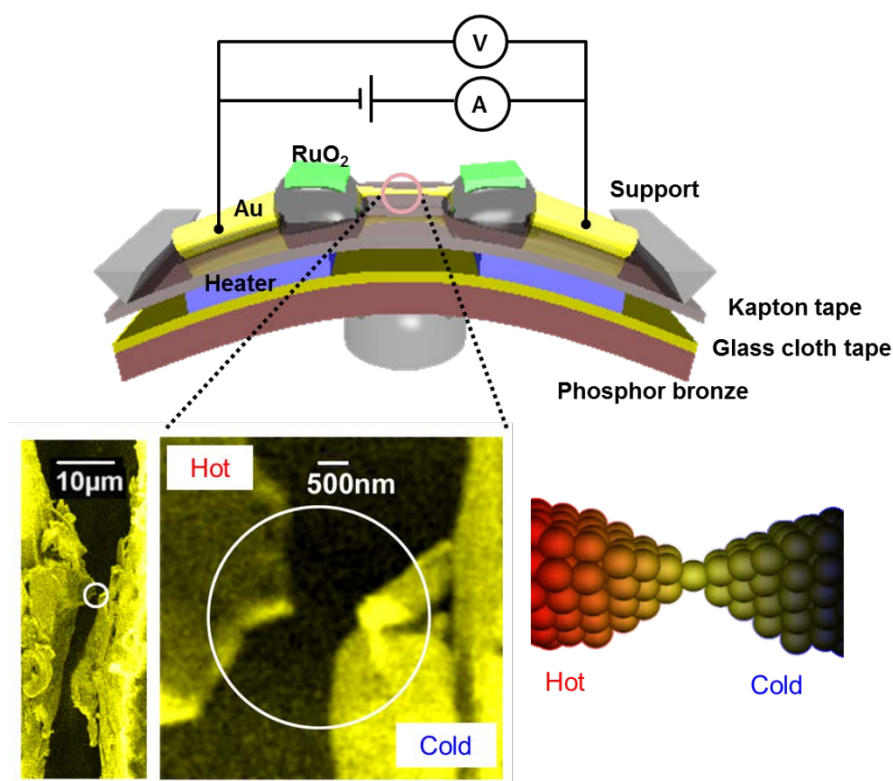 V
A
RuO₂
Support
Au
Heater
Kapton tape
Glass cloth tape
Phosphor bronze
10μm
Hot
500nm
Cold
Hot
Cold